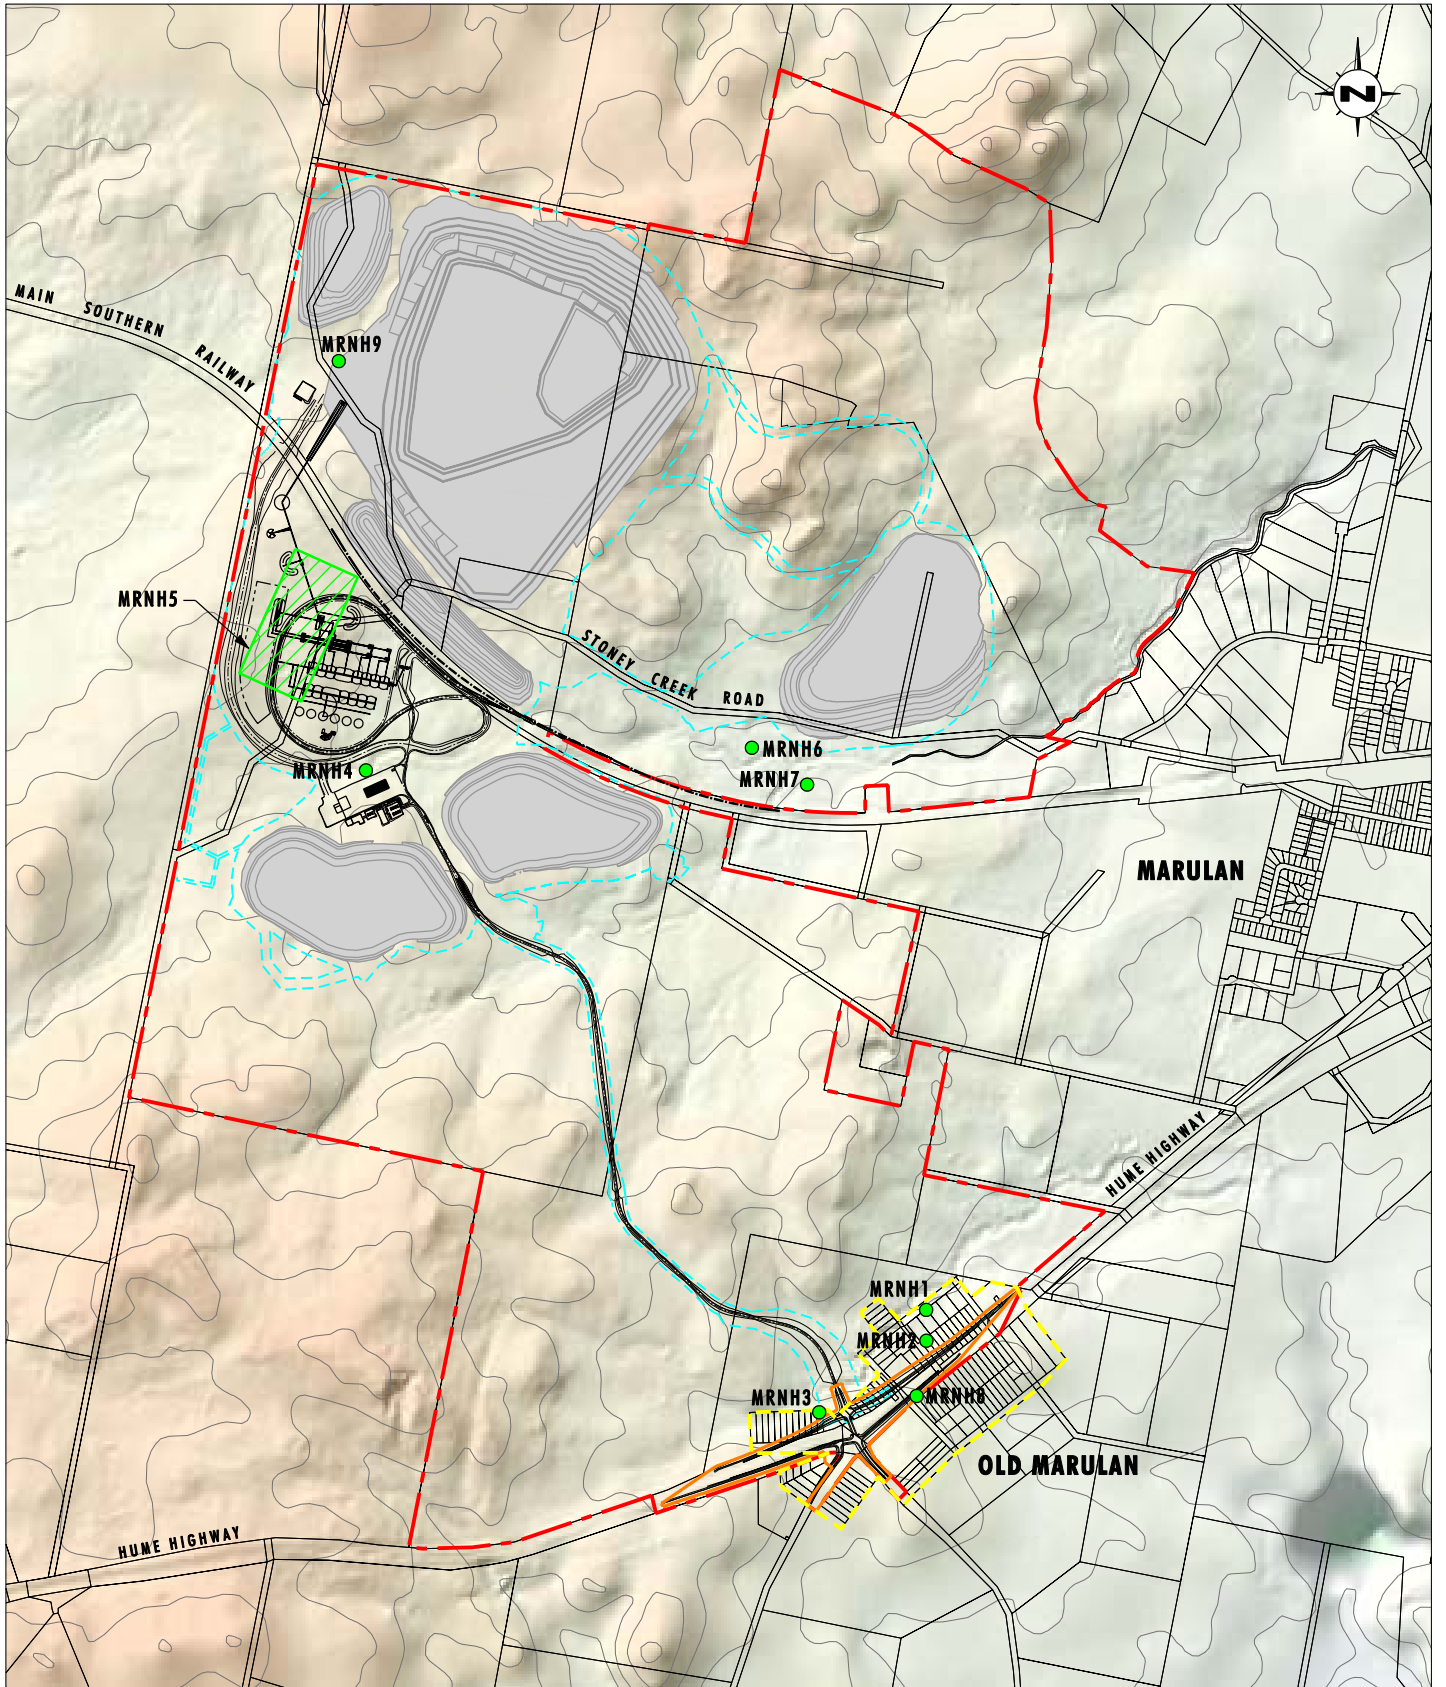 N
MAIN SOUTHERN RAILWAY
MRNH9
MRNH5
STONEY CREEK ROAD
MRNH6
MRNH4
MRNH7
MARULAN
HUME HIGHWAY
MRNH1
MRNH2
MRNH3
MRNH8
OLD MARULAN
HUME HIGHWAY